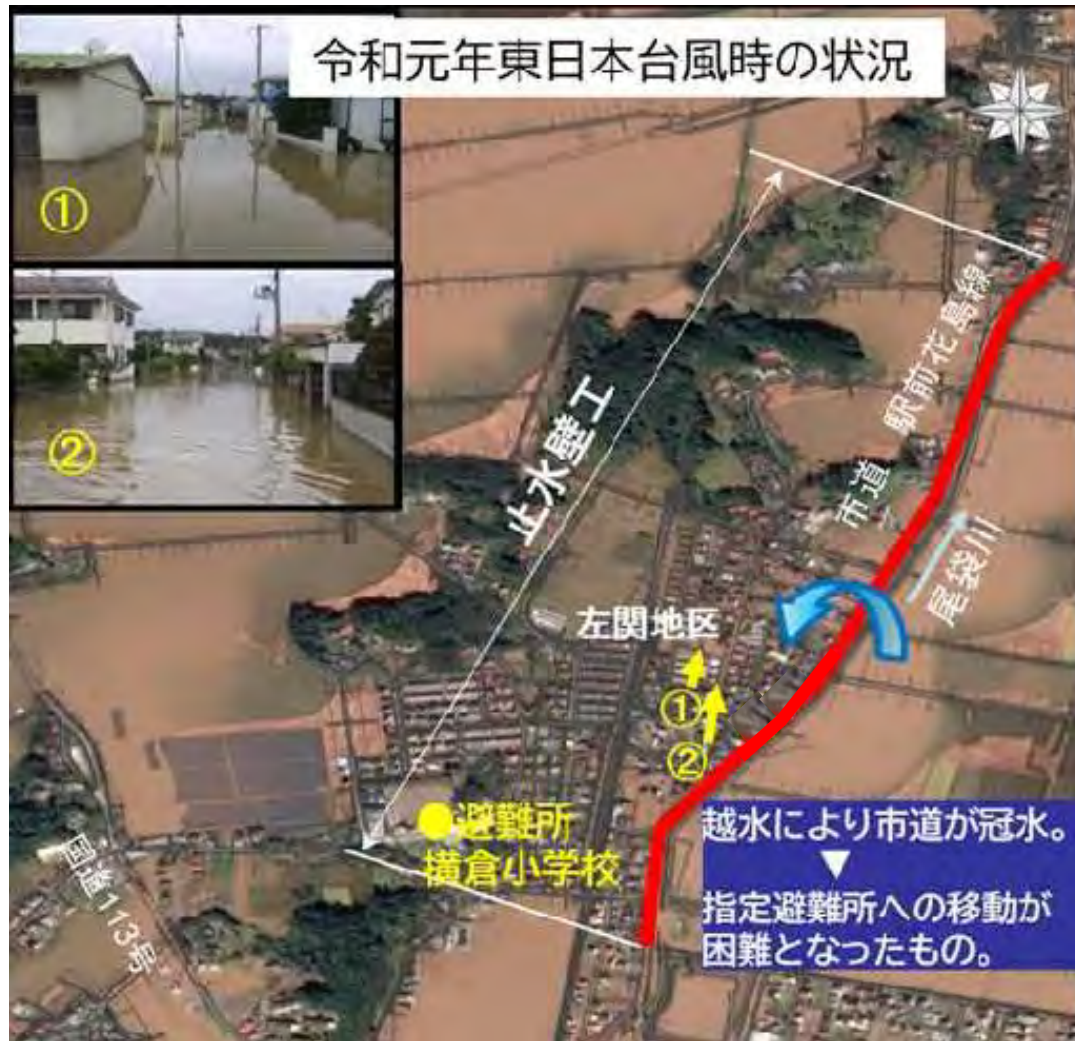 令和元年東日本台風時の状況
①
②
止水壁工
市道 駅前花島線
尾袋川
左関地区
①
②
●避難所
横倉小学校
国道113号
越水により市道が冠水。
▼
指定避難所への移動が
困難となったもの。